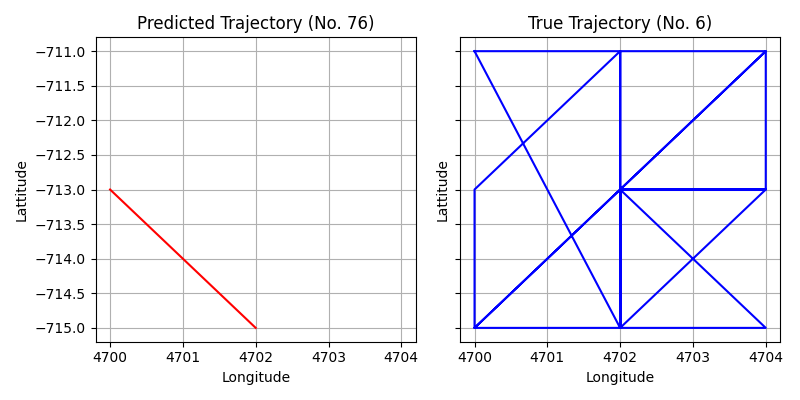 Predicted Trajectory (No. 76)
True Trajectory (No. 6)
−711.0
−711.5
−712.0
−712.5
−713.0
−713.5
−714.0
−714.5
−715.0
Lattitude
Lattitude
4700 4701 4702 4703 4704
4700 4701 4702 4703 4704
Longitude
Longitude